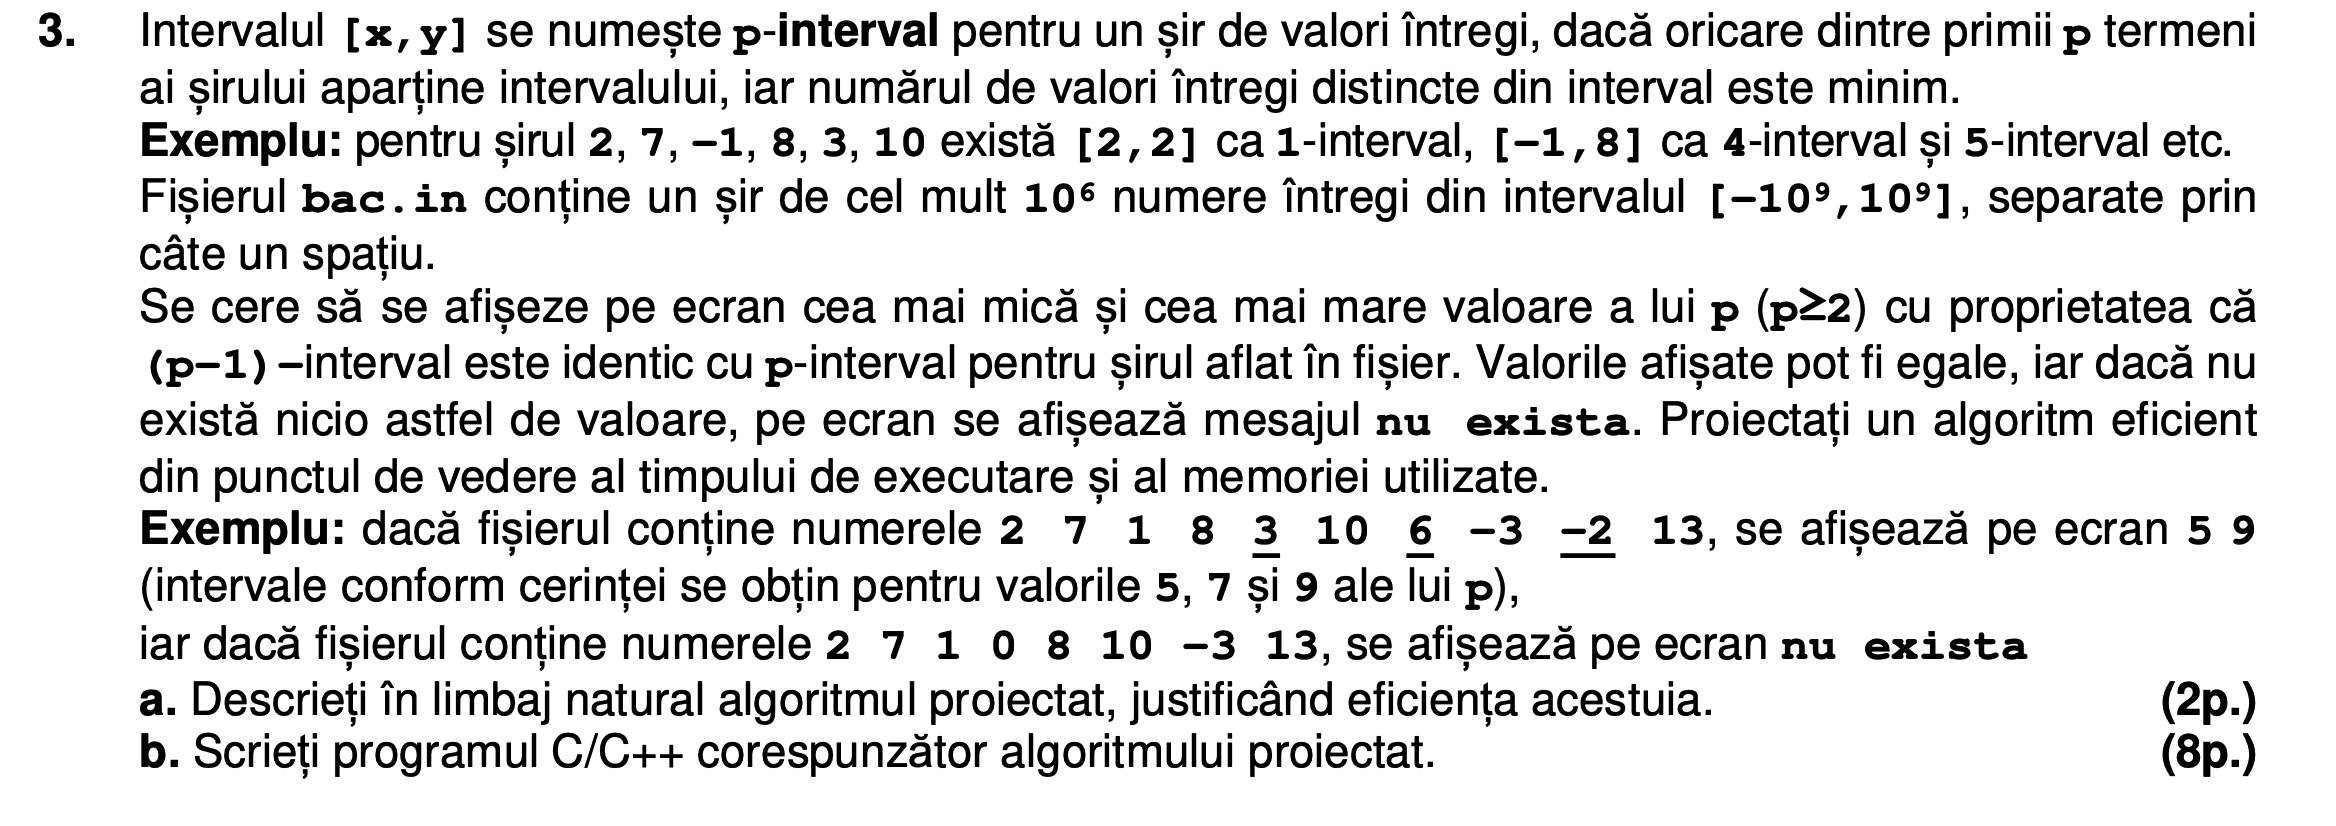 3. Intervalul [x,y] se numește p-interval pentru un șir de valori întregi, dacă oricare dintre primii p termeni
ai șirului aparține intervalului, iar numărul de valori întregi distincte din interval este minim.
Exemplu: pentru șirul 2, 7, –1, 8, 3, 10 există [2,2] ca 1-interval, [–1,8] ca 4-interval și 5-interval etc.
Fișierul bac.in conține un șir de cel mult 10⁶ numere întregi din intervalul [–10⁹,10⁹], separate prin
câte un spațiu.
Se cere să se afișeze pe ecran cea mai mică și cea mai mare valoare a lui p (p≥2) cu proprietatea că
(p–1)–interval este identic cu p-interval pentru șirul aflat în fișier. Valorile afișate pot fi egale, iar dacă nu
există nicio astfel de valoare, pe ecran se afișează mesajul nu exista. Proiectați un algoritm eficient
din punctul de vedere al timpului de executare și al memoriei utilizate.
Exemplu: dacă fișierul conține numerele 2 7 1 8 3 10 6 –3 –2 13, se afișează pe ecran 5 9
(intervale conform cerinței se obțin pentru valorile 5, 7 și 9 ale lui p),
iar dacă fișierul conține numerele 2 7 1 0 8 10 –3 13, se afișează pe ecran nu exista
a. Descrieți în limbaj natural algoritmul proiectat, justificând eficiența acestuia. (2p.)
b. Scrieți programul C/C++ corespunzător algoritmului proiectat. (8p.)